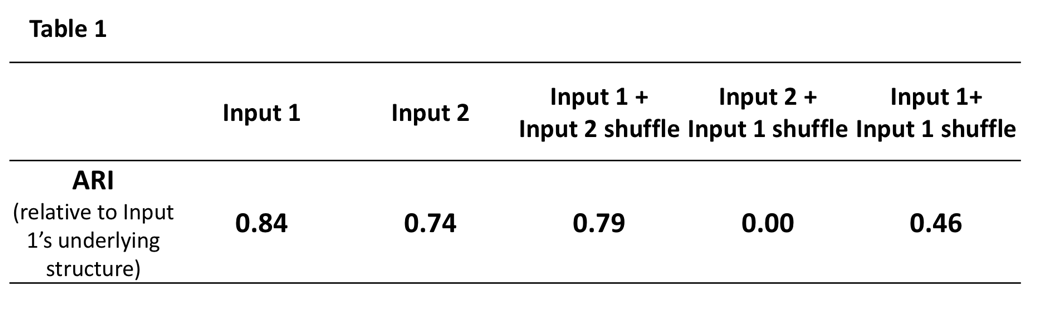 Table 1
Input 1
Input 2
Input 1 +
Input 2 shuffle
Input 2 +
Input 1 shuffle
Input 1+
Input 1 shuffle
ARI
(relative to Input
1’s underlying
structure)
0.84
0.74
0.79
0.00
0.46